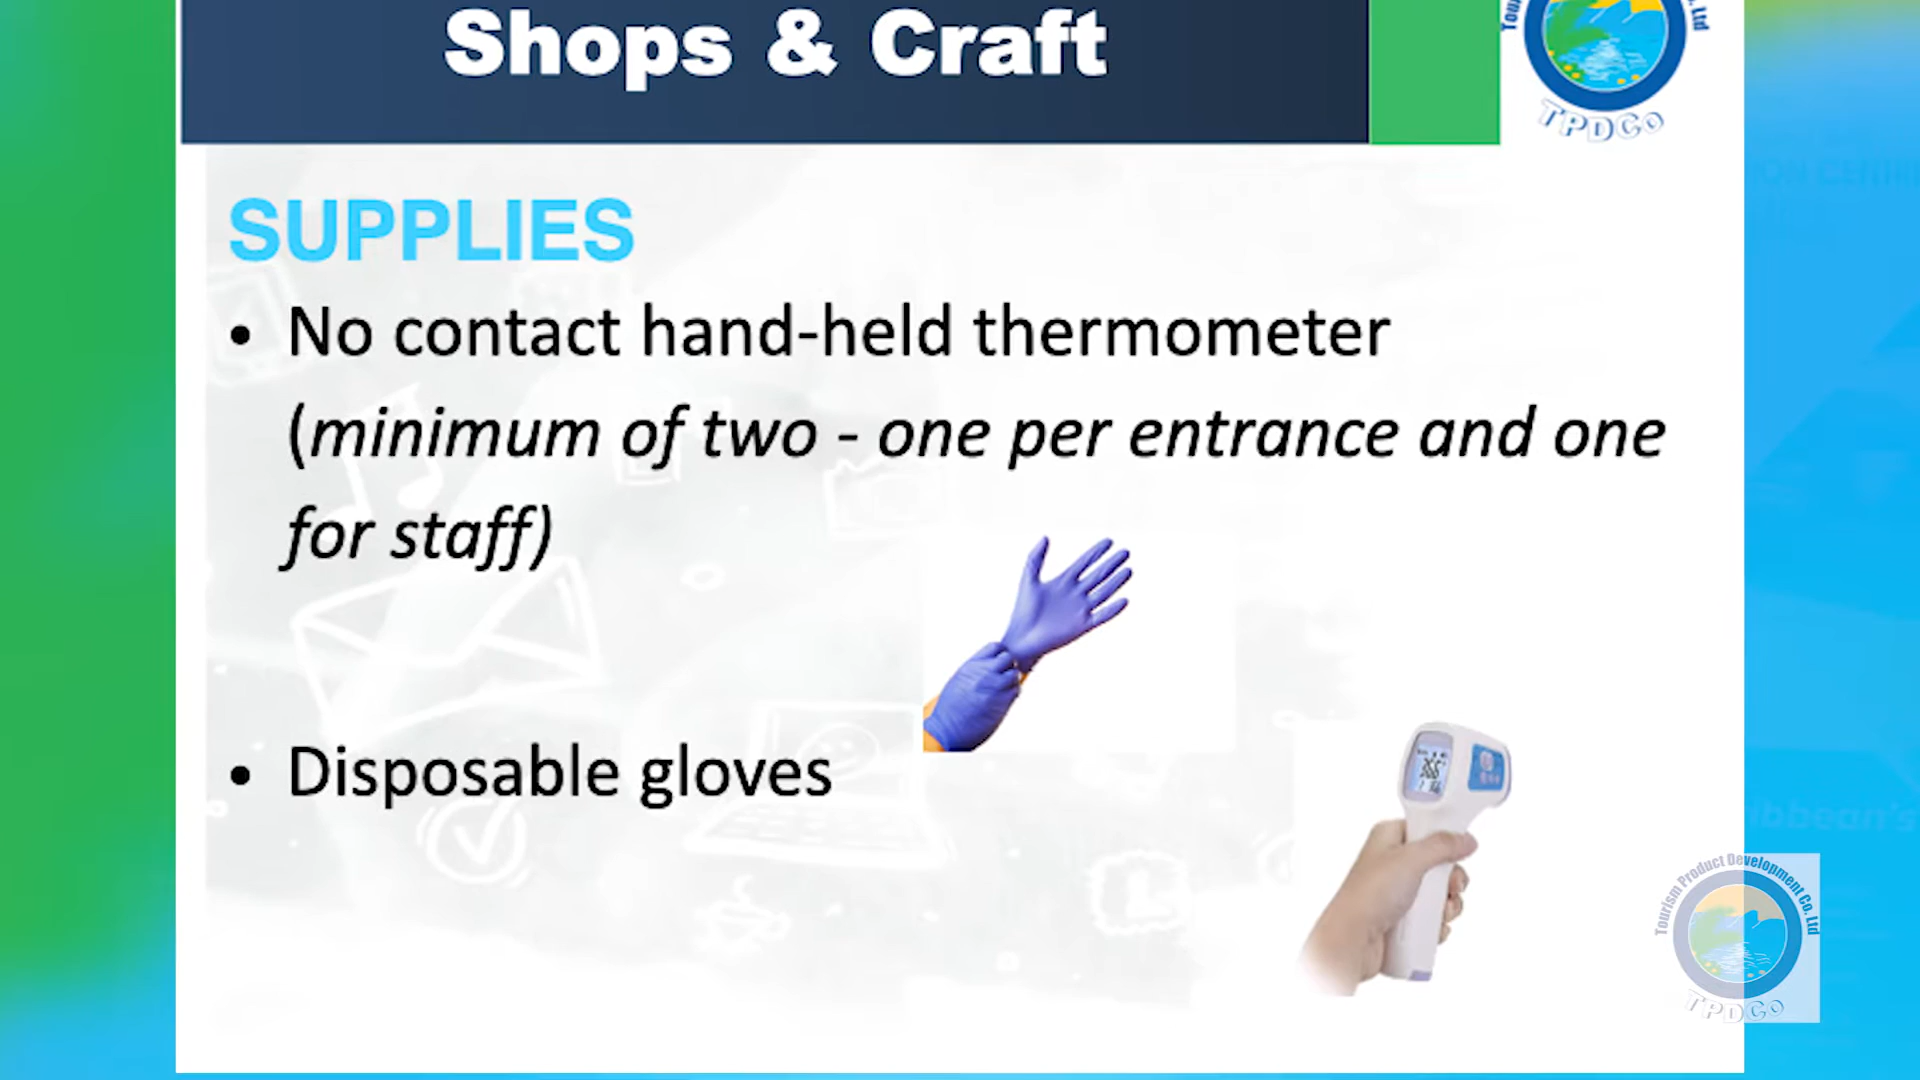 Shops & Craft
Ltd
TPDCo
SUPPLIES
• No contact hand-held thermometer
(minimum of two - one per entrance and one
for staff)
• Disposable gloves
Tourism Product Development Co. Ltd
TPDCo